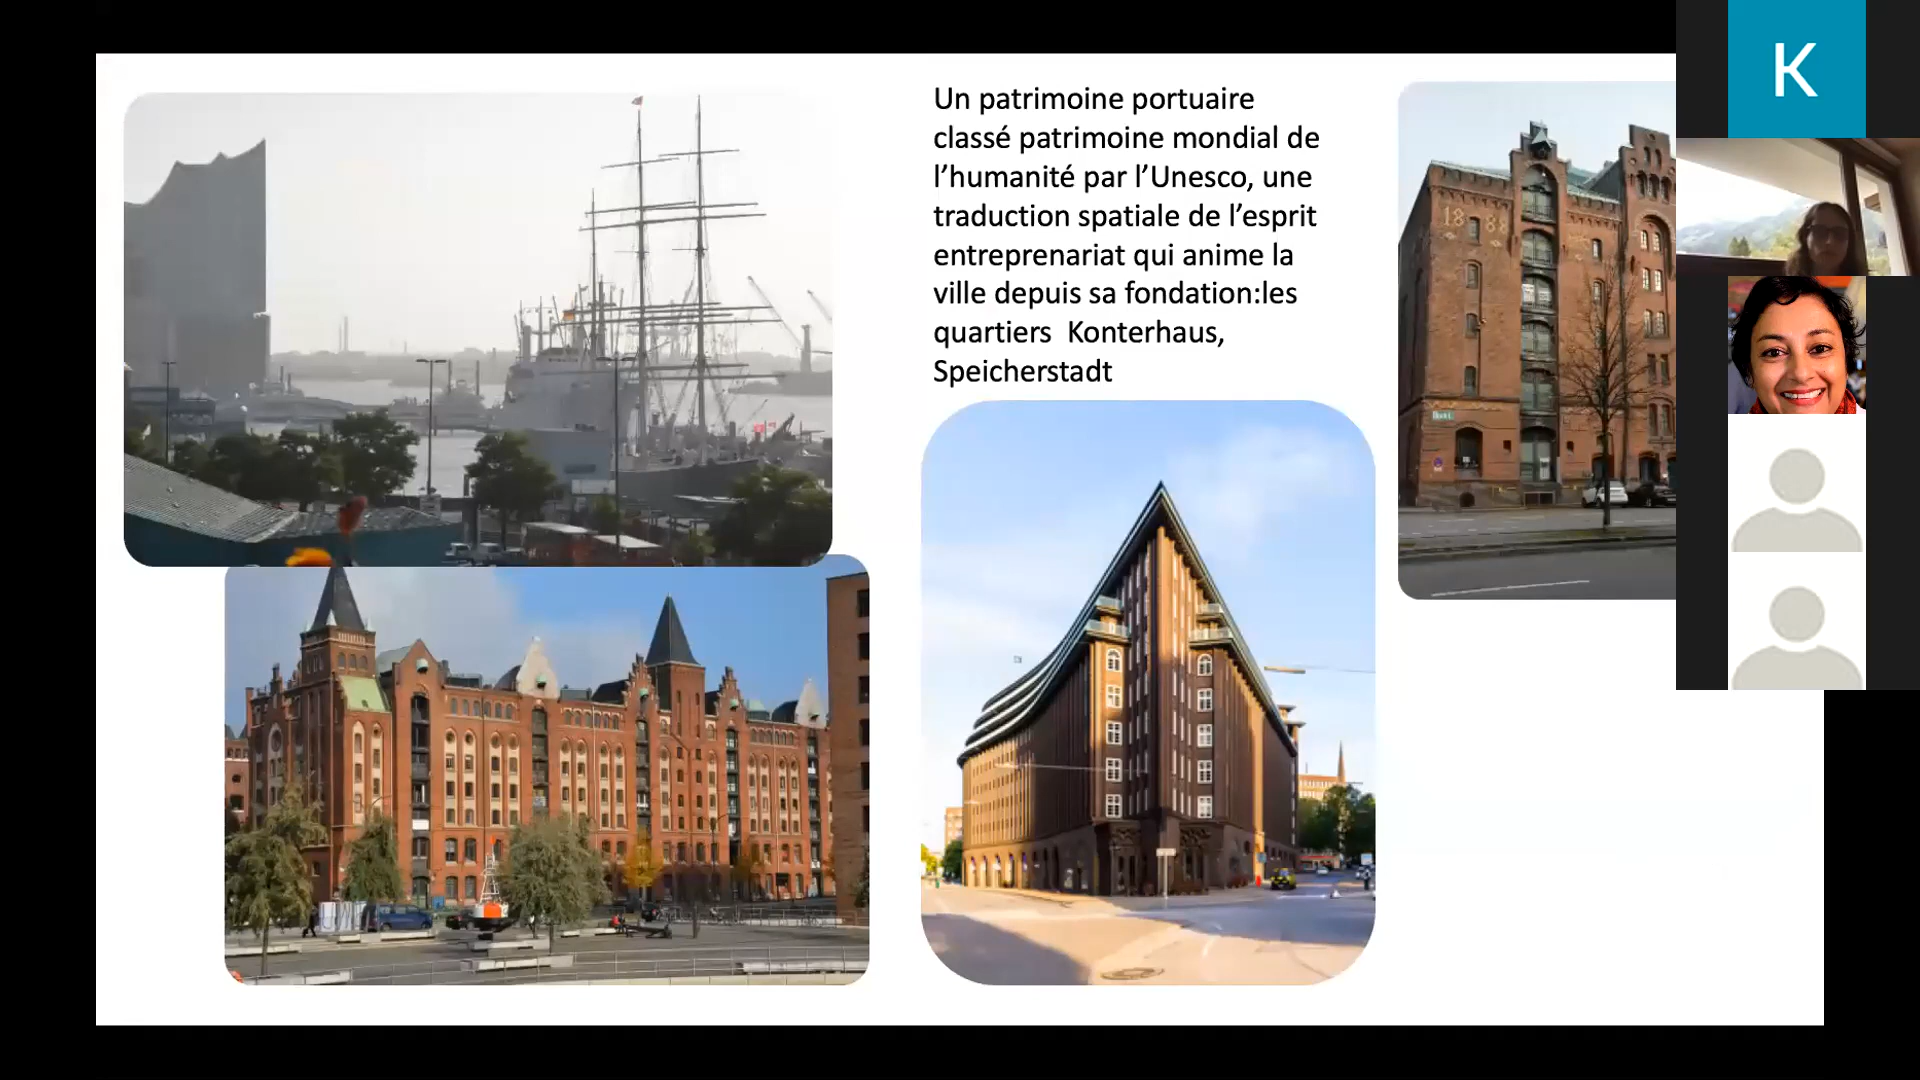 Un patrimoine portuaire
classé patrimoine mondial de
l’humanité par l’Unesco, une
traduction spatiale de l’esprit
entreprenariat qui anime la
ville depuis sa fondation:les
quartiers  Konterhaus,
Speicherstadt
1888
K